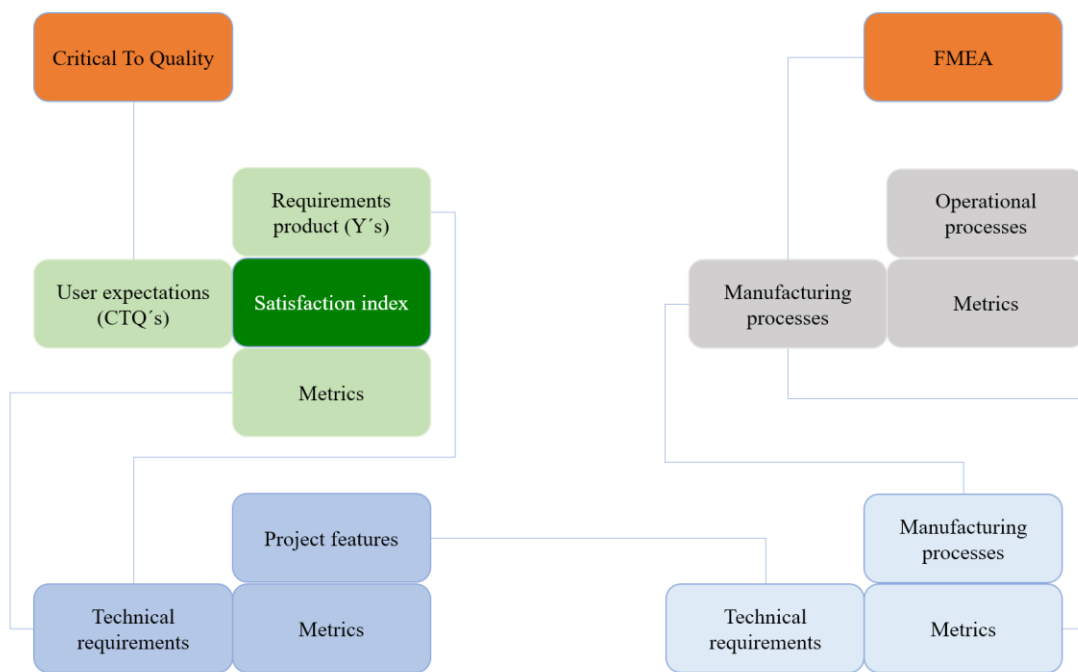 Critical To Quality
FMEA
Requirements
product (Y´s)
Operational
processes
User expectations
(CTQ´s)
Satisfaction index
Manufacturing
processes
Metrics
Metrics
Project features
Manufacturing
processes
Technical
requirements
Metrics
Technical
requirements
Metrics